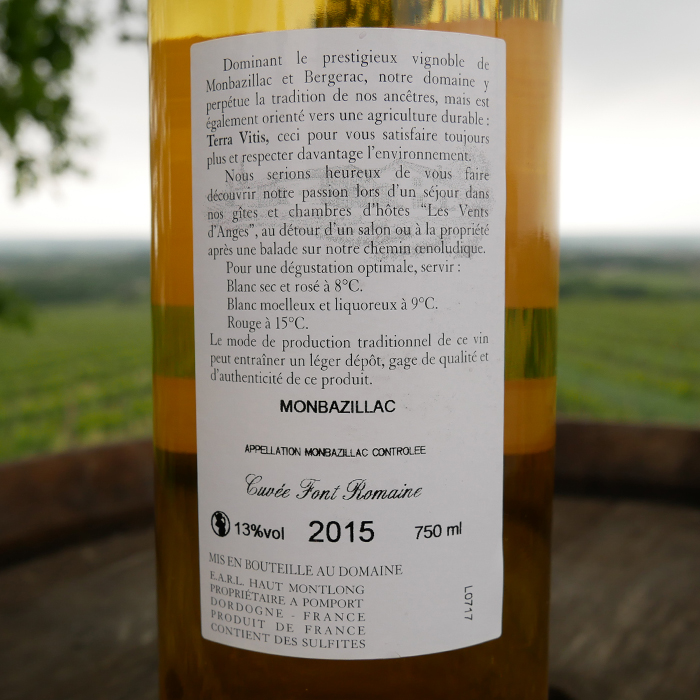 Dominant le prestigieux vignoble de
Monbazillac et Bergerac, notre domaine y
perpétue la tradition de nos ancêtres, mais est
également orienté vers une agriculture durable :
Terra Vitis, ceci pour vous satisfaire toujours
plus et respecter davantage l'environnement.
Nous serions heureux de vous faire
découvrir notre passion lors d'un séjour dans
nos gîtes et chambres d'hôtes "Les Vents
d'Anges", au détour d'un salon ou à la propriété
après une balade sur notre chemin œnoludique.
Pour une dégustation optimale, servir :
Blanc sec et rosé à 8°C.
Blanc moelleux et liquoreux à 9°C.
Rouge à 15°C.
Le mode de production traditionnel de ce vin
peut entraîner un léger dépôt, gage de qualité et
d'authenticité de ce produit.
MONBAZILLAC
APPELLATION MONBAZILLAC CONTROLEE
Cuvée Font Romaine
13%vol 2015 750 ml
MIS EN BOUTEILLE AU DOMAINE
E.A.R.L. HAUT MONTLONG
PROPRIÉTAIRE A POMPORT
DORDOGNE - FRANCE
PRODUIT DE FRANCE
CONTIENT DES SULFITES
L0717